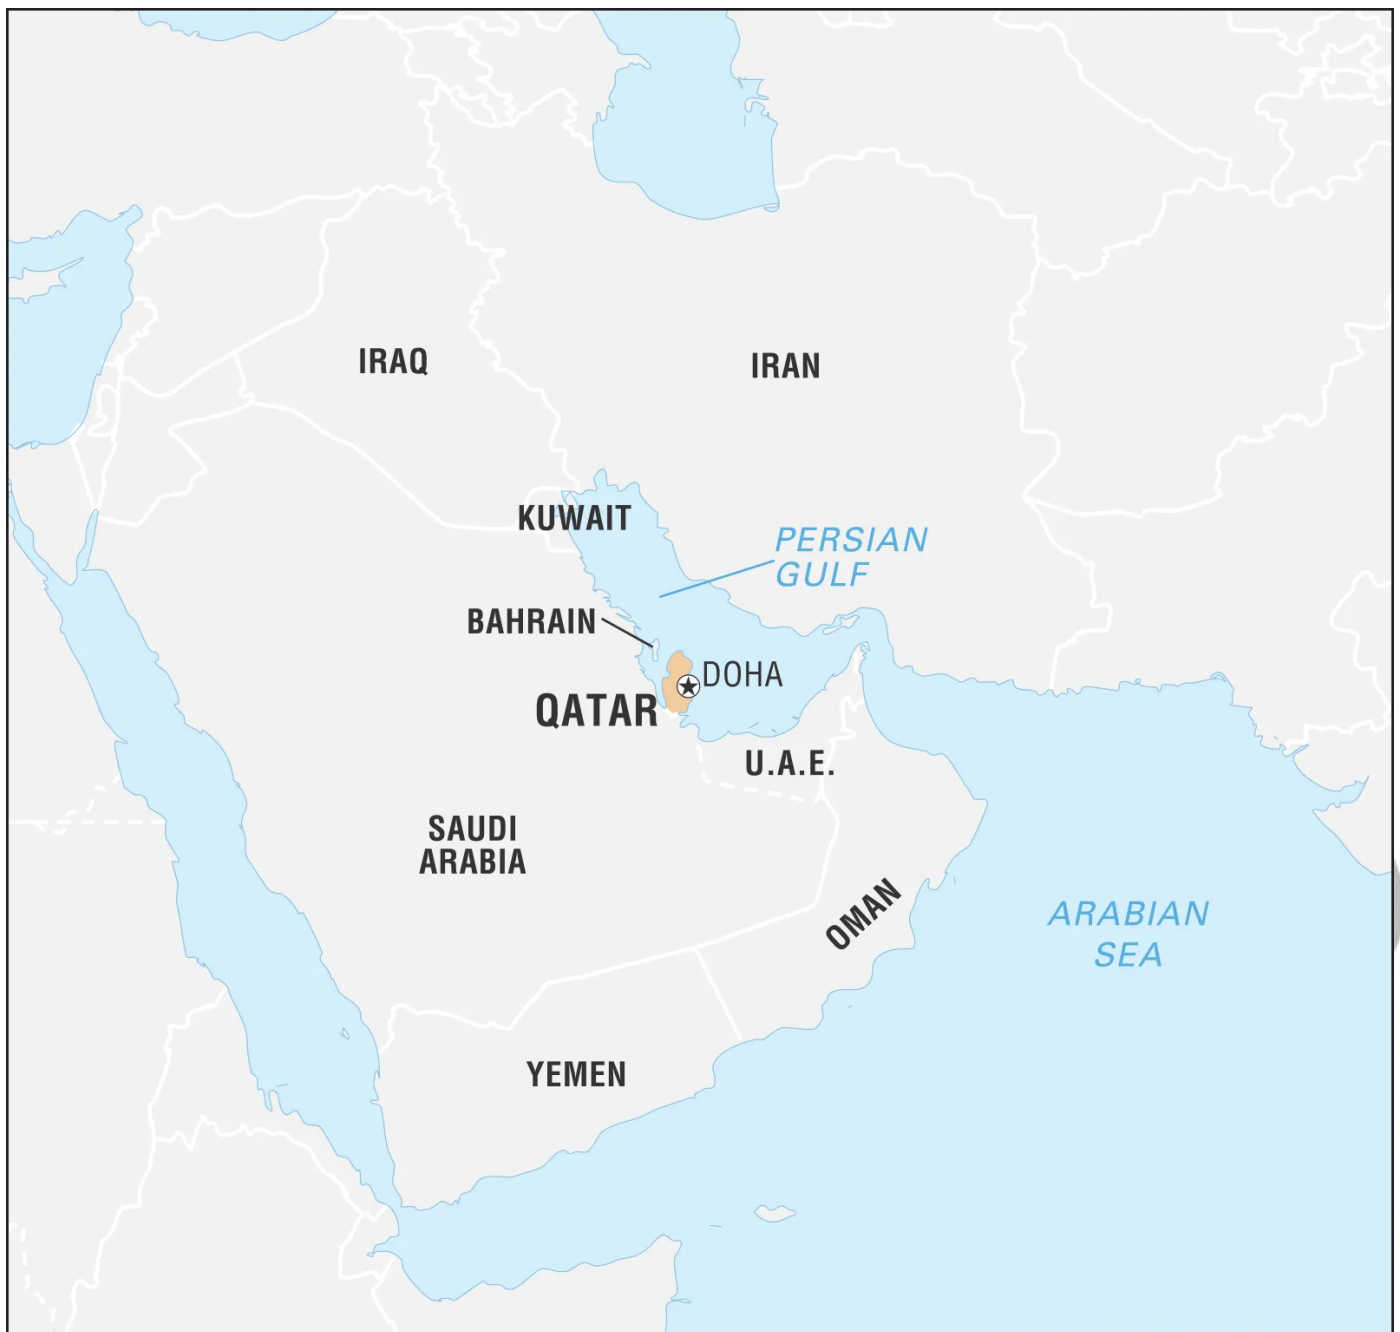 IRAQ
IRAN
KUWAIT
PERSIAN
GULF
BAHRAIN
DOHA
QATAR
U.A.E.
SAUDI
ARABIA
OMAN
ARABIAN
SEA
YEMEN